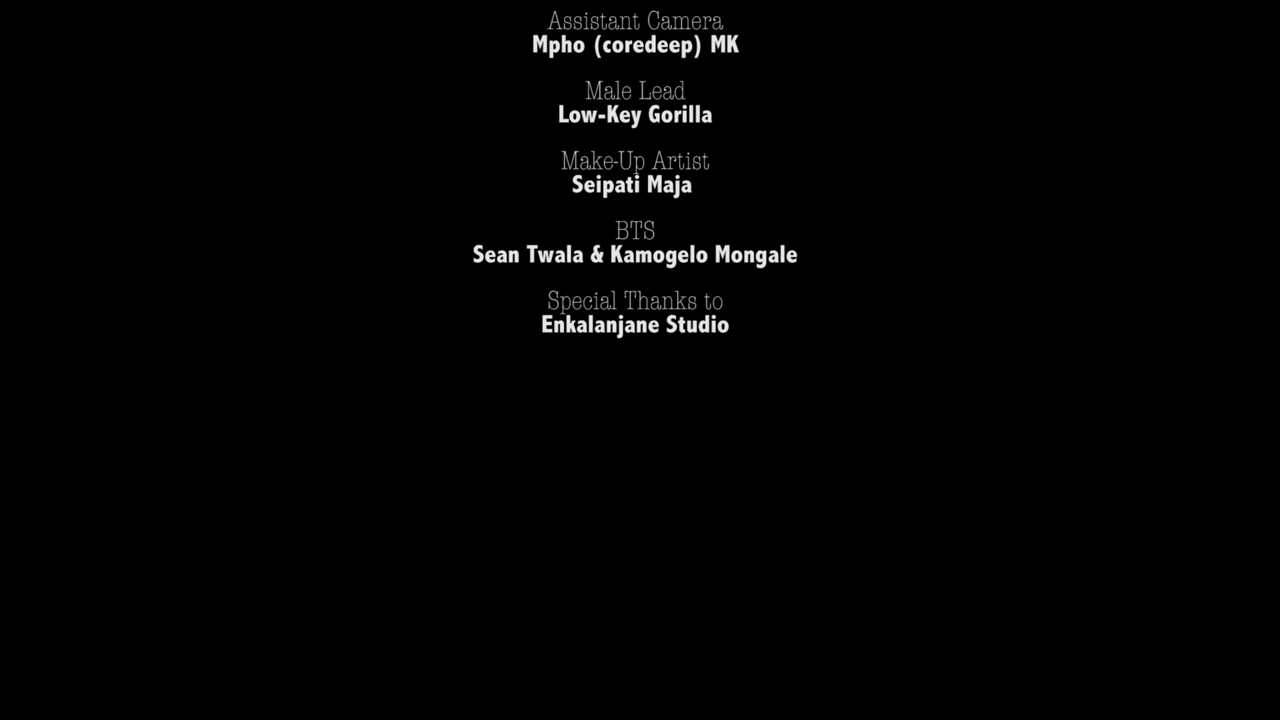 Assistant Camera
Mpho (coredeep) MK
Male Lead
Low-Key Gorilla
Make-Up Artist
Seipati Maja
BTS
Sean Twala & Kamogelo Mongale
Special Thanks to
Enkalanjane Studio